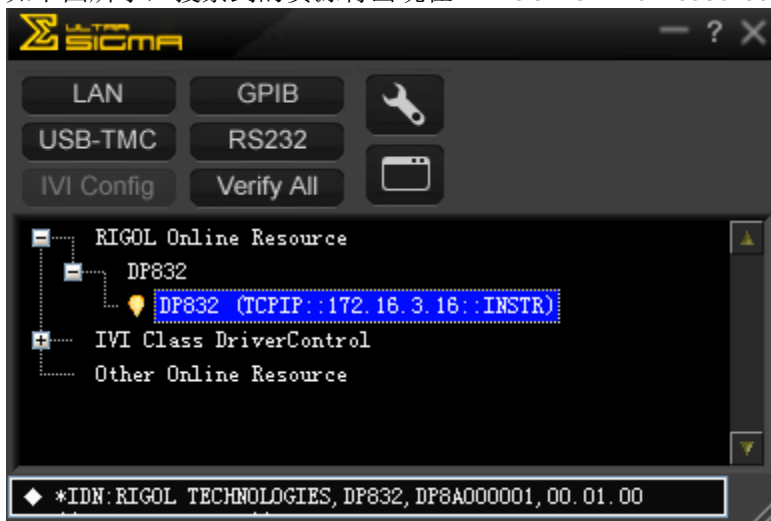 ULTRA
SIGMA
?
LAN
GPIB
USB-TMC
RS232
IVI Config
Verify All
RIGOL Online Resource
DP832
DP832 (TCPIP::172.16.3.16::INSTR)
IVI Class DriverControl
Other Online Resource
*IDN:RIGOL TECHNOLOGIES,DP832,DP8A000001,00.01.00